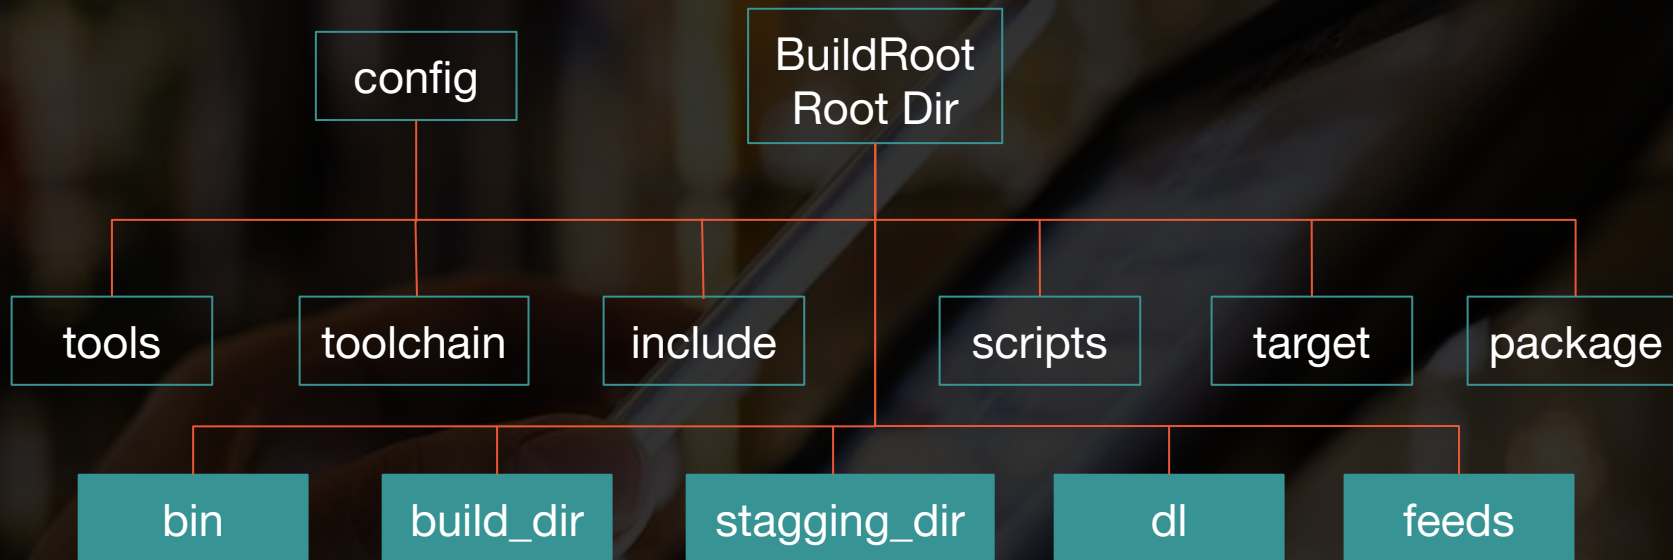 config
BuildRoot
Root Dir
tools
toolchain
include
scripts
target
package
bin
build_dir
stagging_dir
dl
feeds